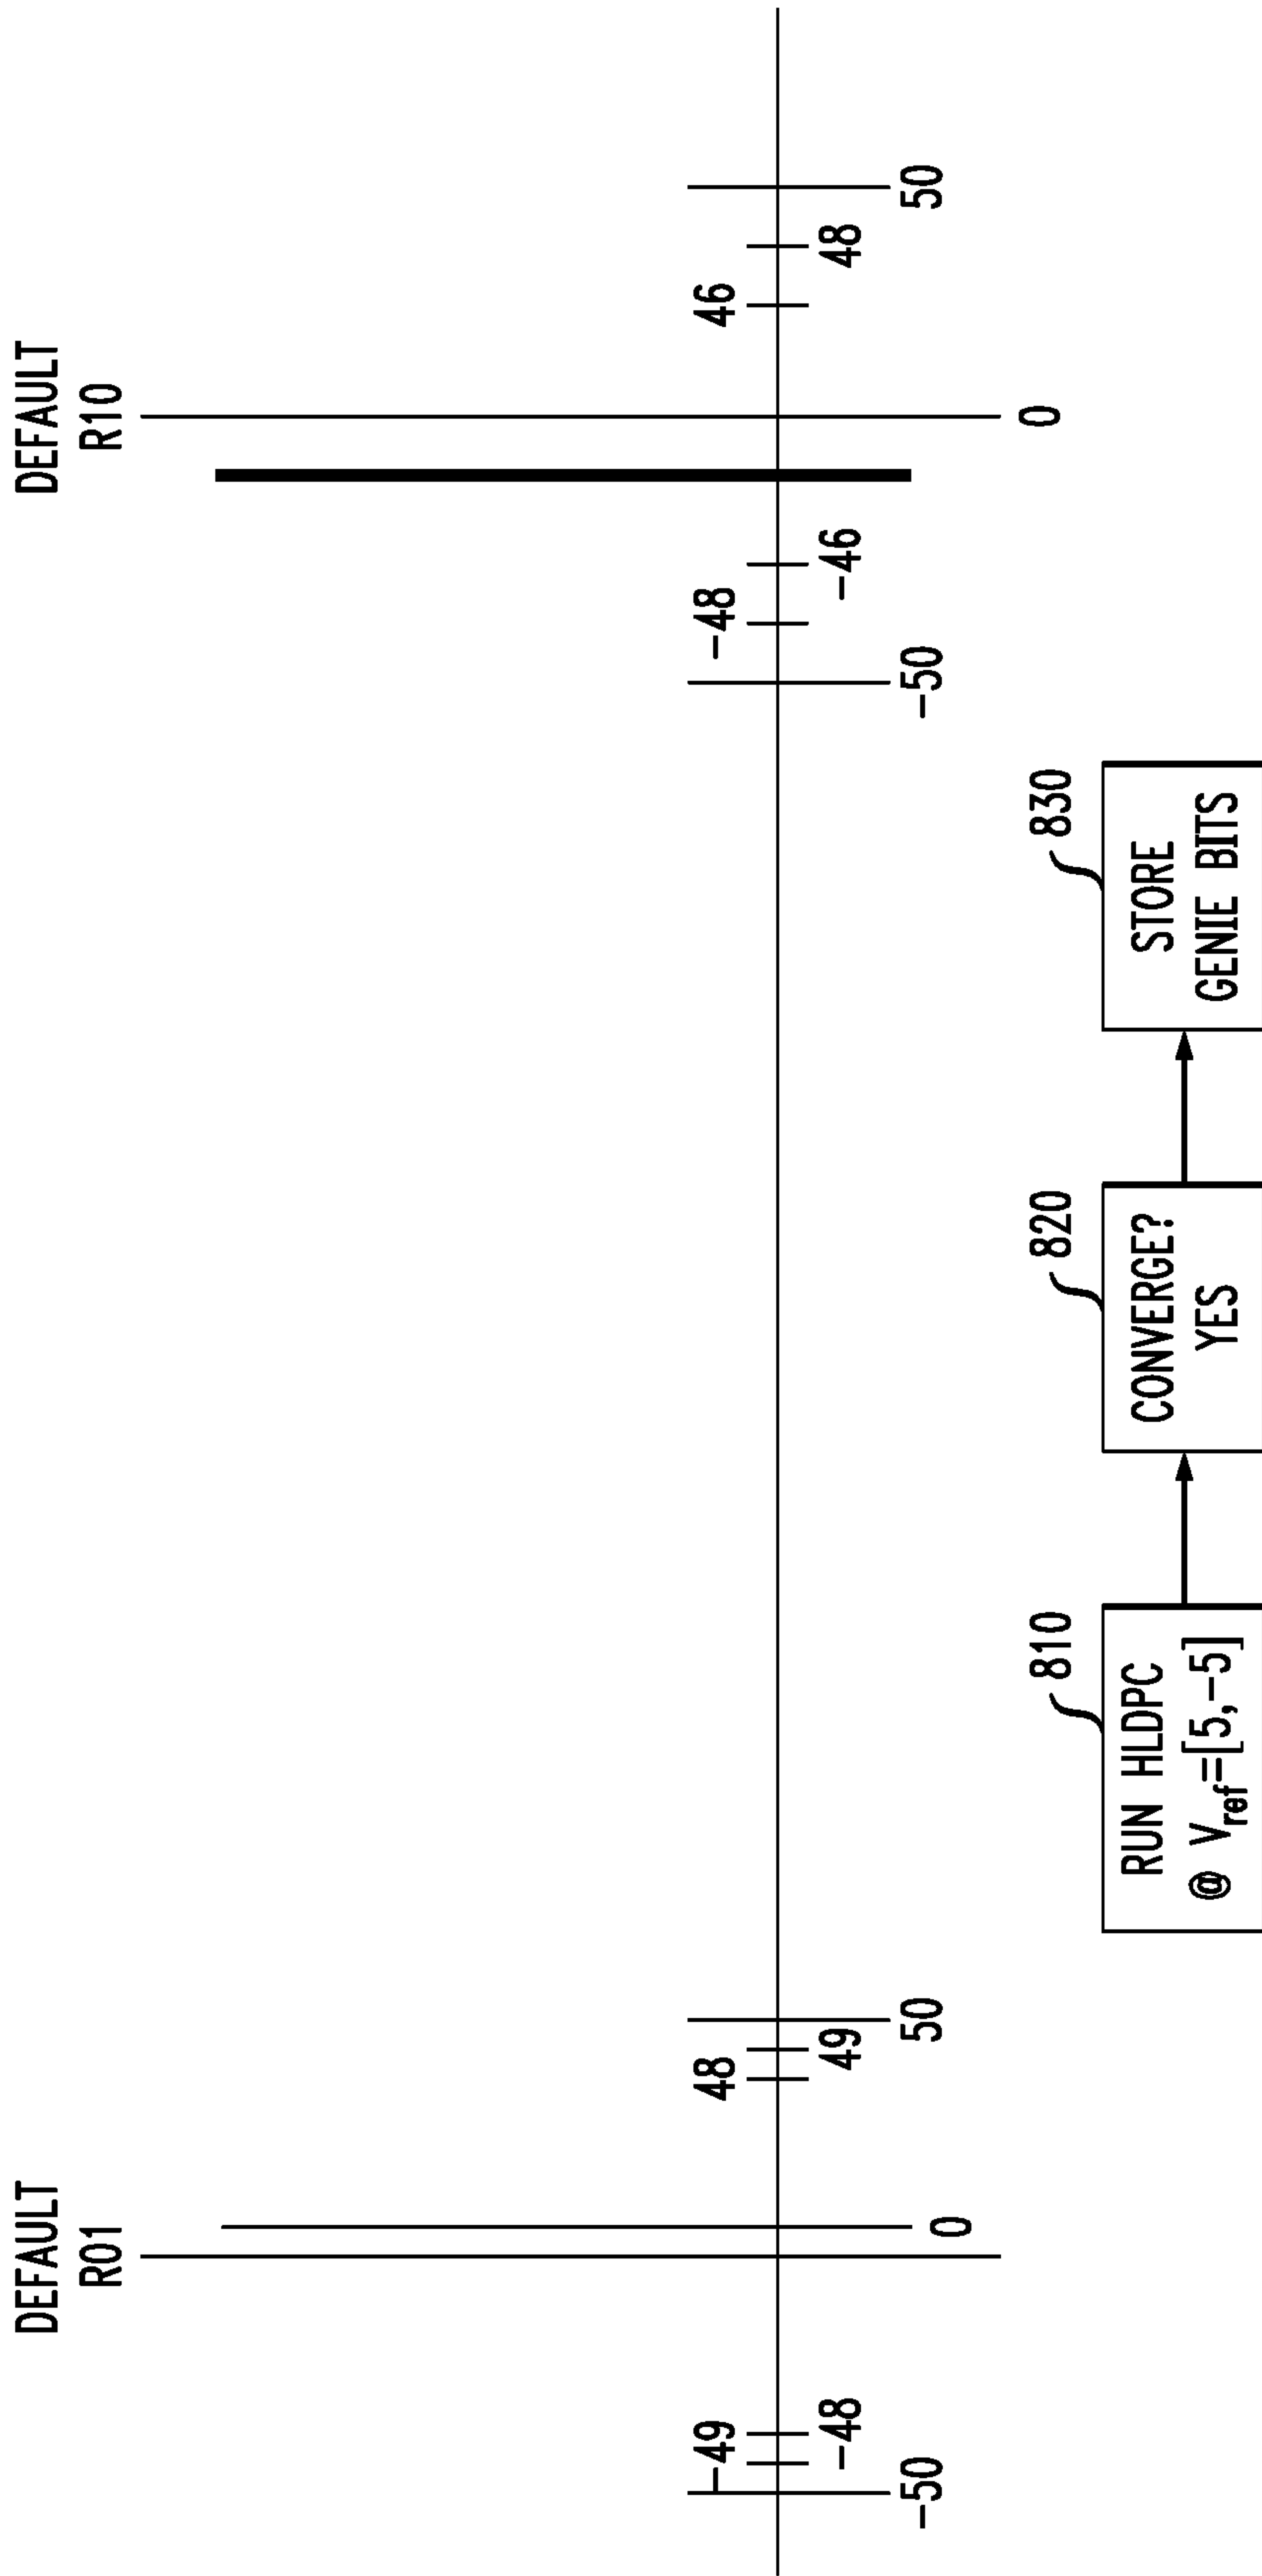 DEFAULT
R01
DEFAULT
R10
-49
48
-48
46
-48
49
-46
48
-50
50
-50
50
0
0
810
820
830
RUN HLDPC
@ Vref=[5,-5]
CONVERGE?
YES
STORE
GENIE BITS